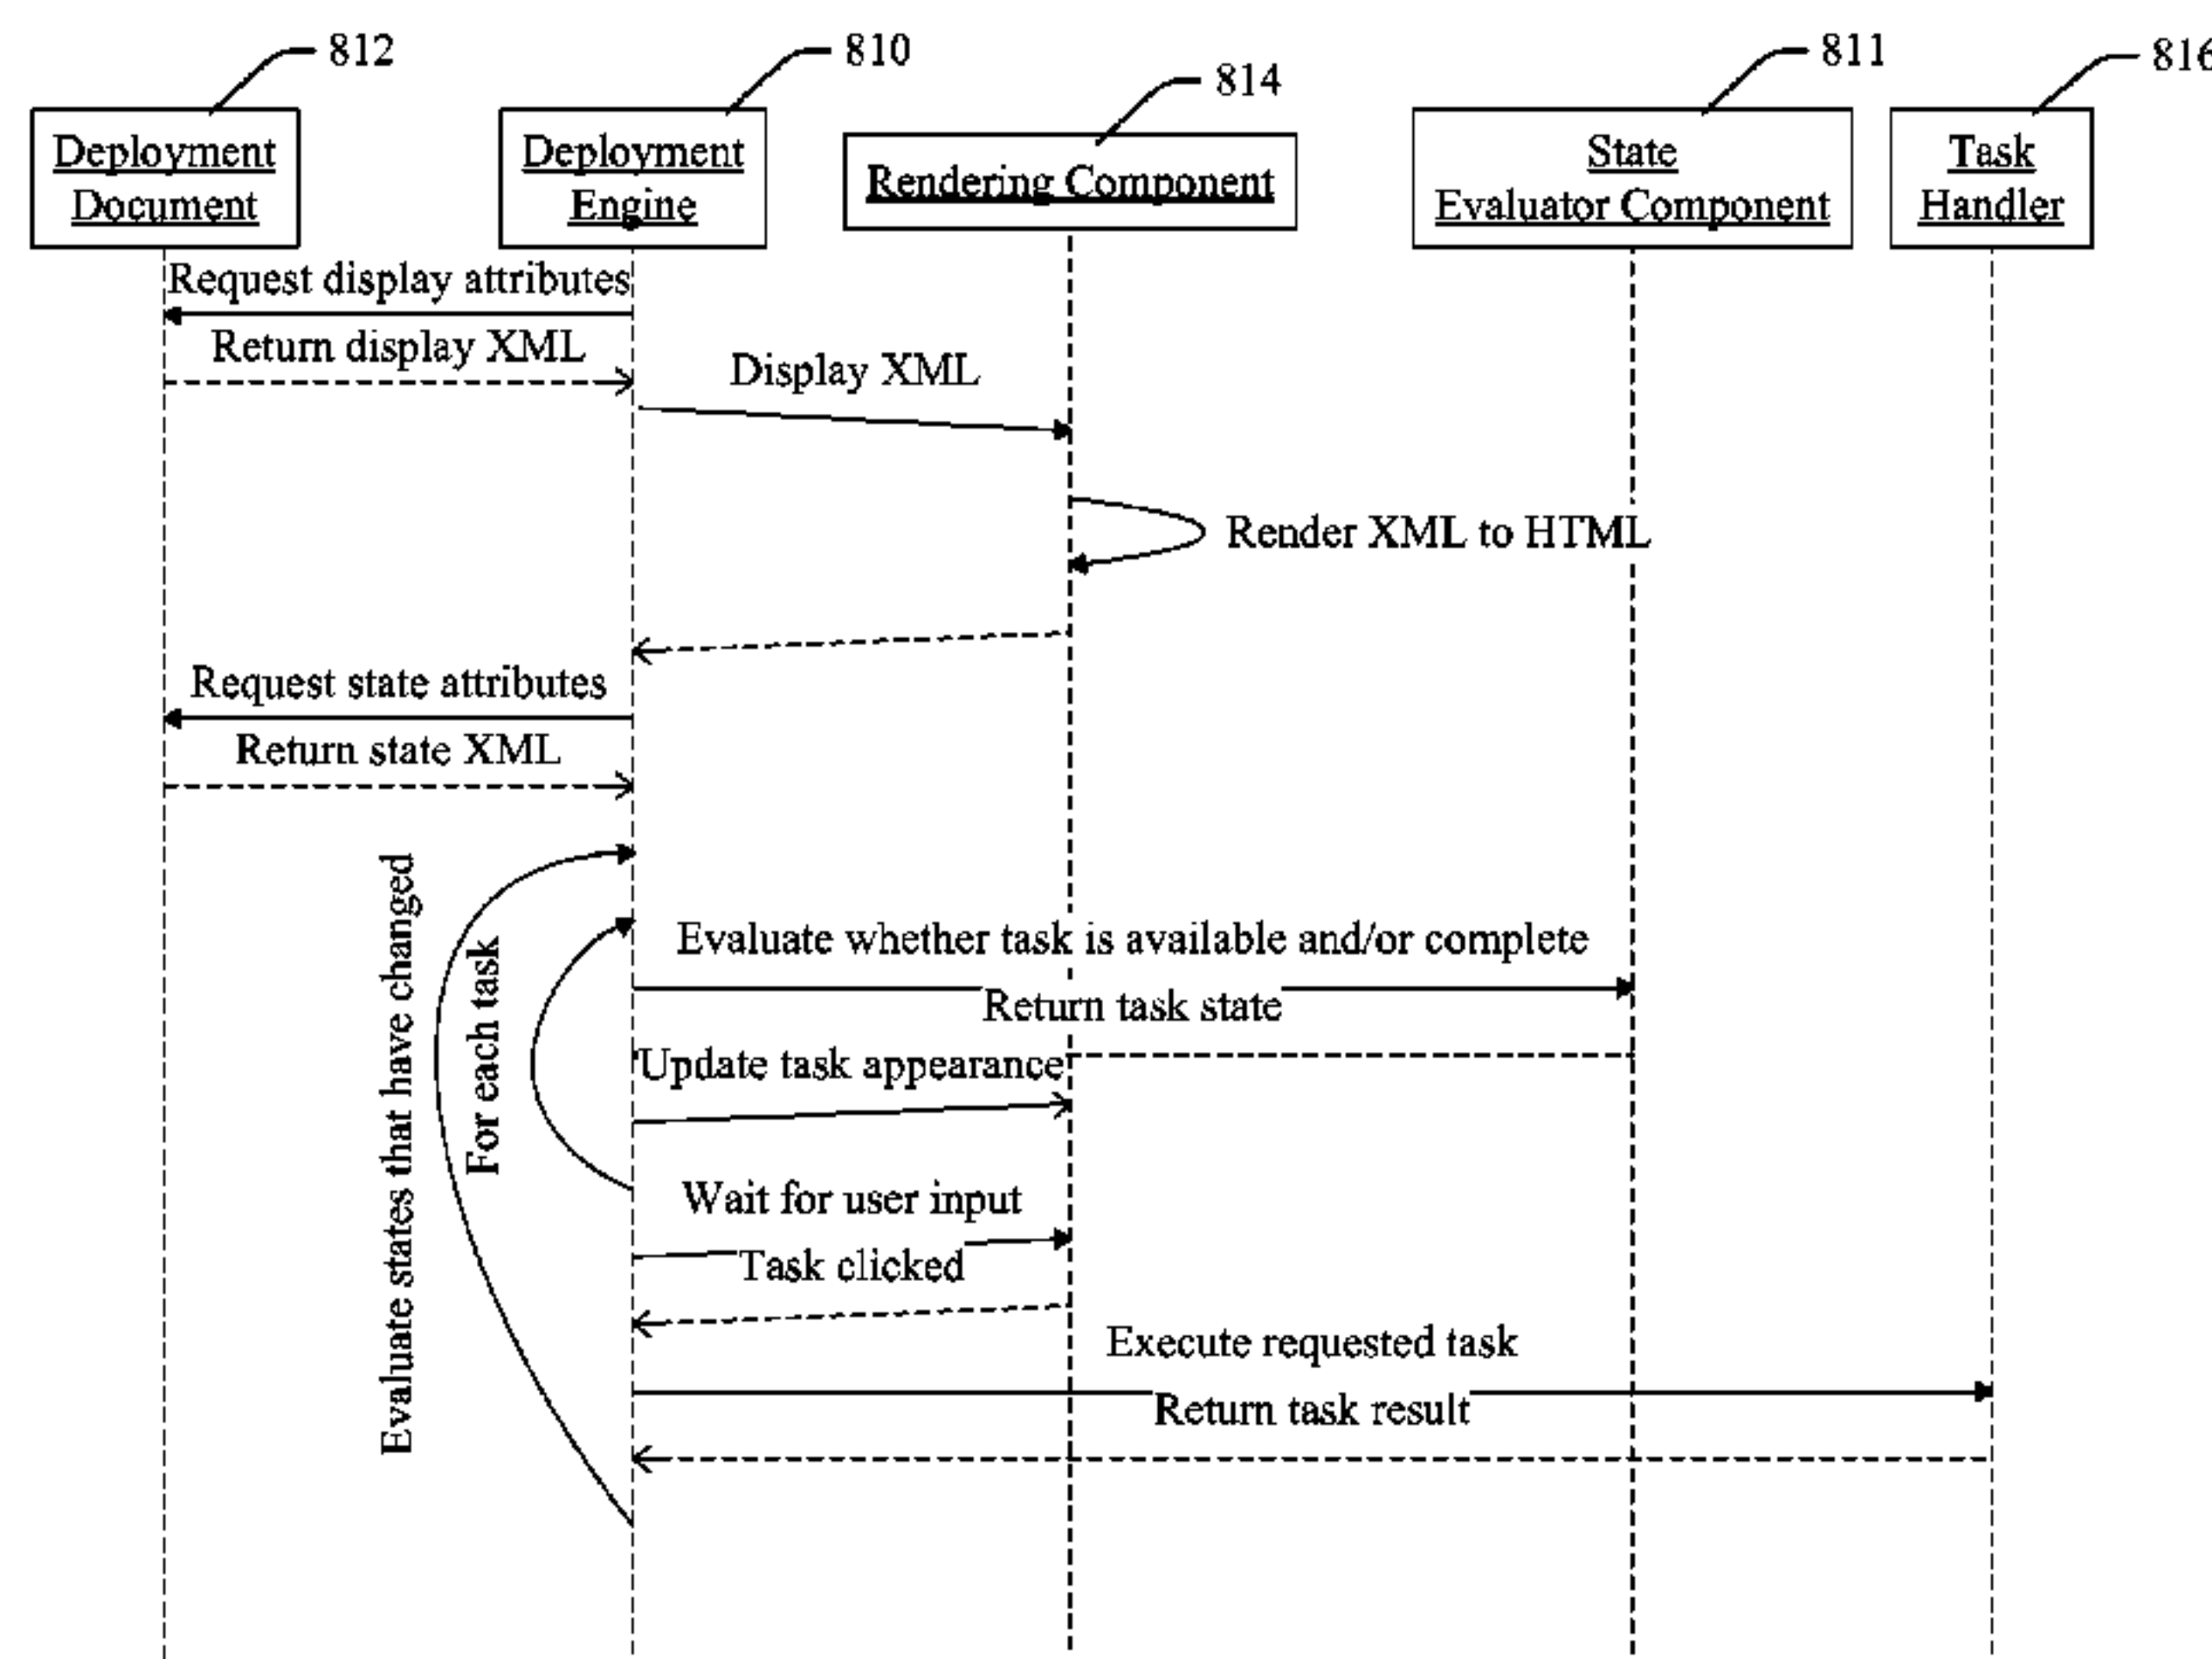 812
810
814
811
816
Deployment
Document
Deployment
Engine
Rendering Component
State
Evaluator Component
Task
Handler
Request display attributes
Return display XML
Display XML
Render XML to HTML
Request state attributes
Return state XML
Evaluate states that have changed
For each task
Evaluate whether task is available and/or complete
Return task state
Update task appearance
Wait for user input
Task clicked
Execute requested task
Return task result